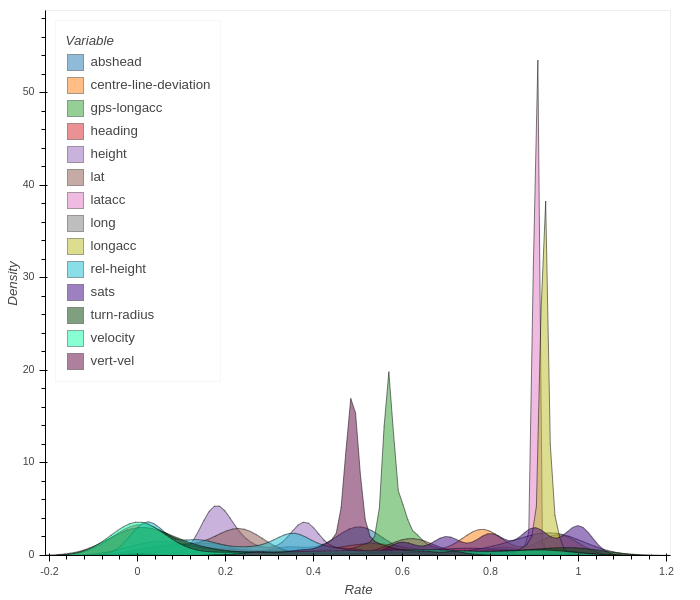 Variable
abshead
centre-line-deviation
gps-longacc
heading
height
lat
latacc
long
longacc
rel-height
sats
turn-radius
velocity
vert-vel
Density
50
40
30
20
10
0
-0.2 0 0.2 0.4 0.6 0.8 1 1.2
Rate